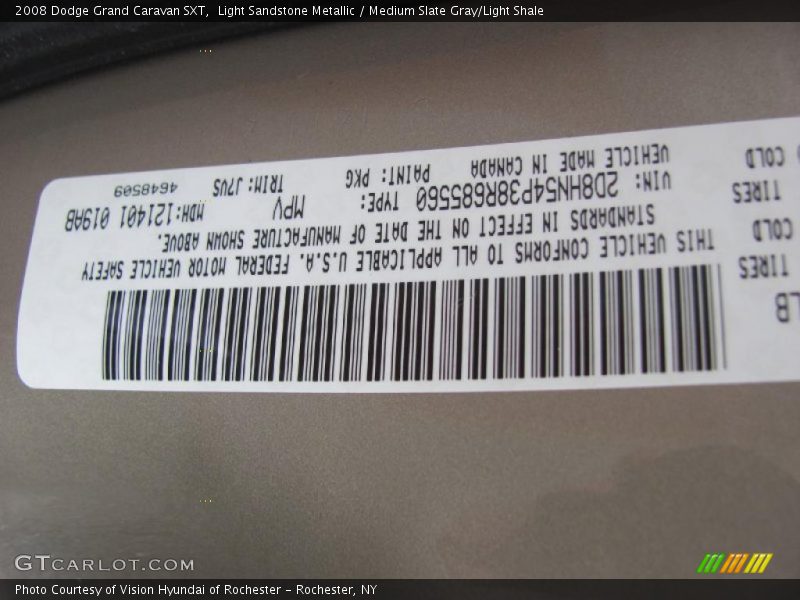 2008 Dodge Grand Caravan SXT,  Light Sandstone Metallic / Medium Slate Gray/Light Shale
LB
TIRES
COLD
TIRES
COLD
THIS VEHICLE CONFORMS TO ALL APPLICABLE U.S.A. FEDERAL MOTOR VEHICLE SAFETY
STANDARDS IN EFFECT ON THE DATE OF MANUFACTURE SHOWN ABOVE.
VIN: 2D8HN54P38R685560 TYPE: MPV MDH:121401 019AB
VEHICLE MADE IN CANADA PAINT: PKG TRIM: J7VS 4648509
GTCARLOT.COM
Photo Courtesy of Vision Hyundai of Rochester – Rochester, NY